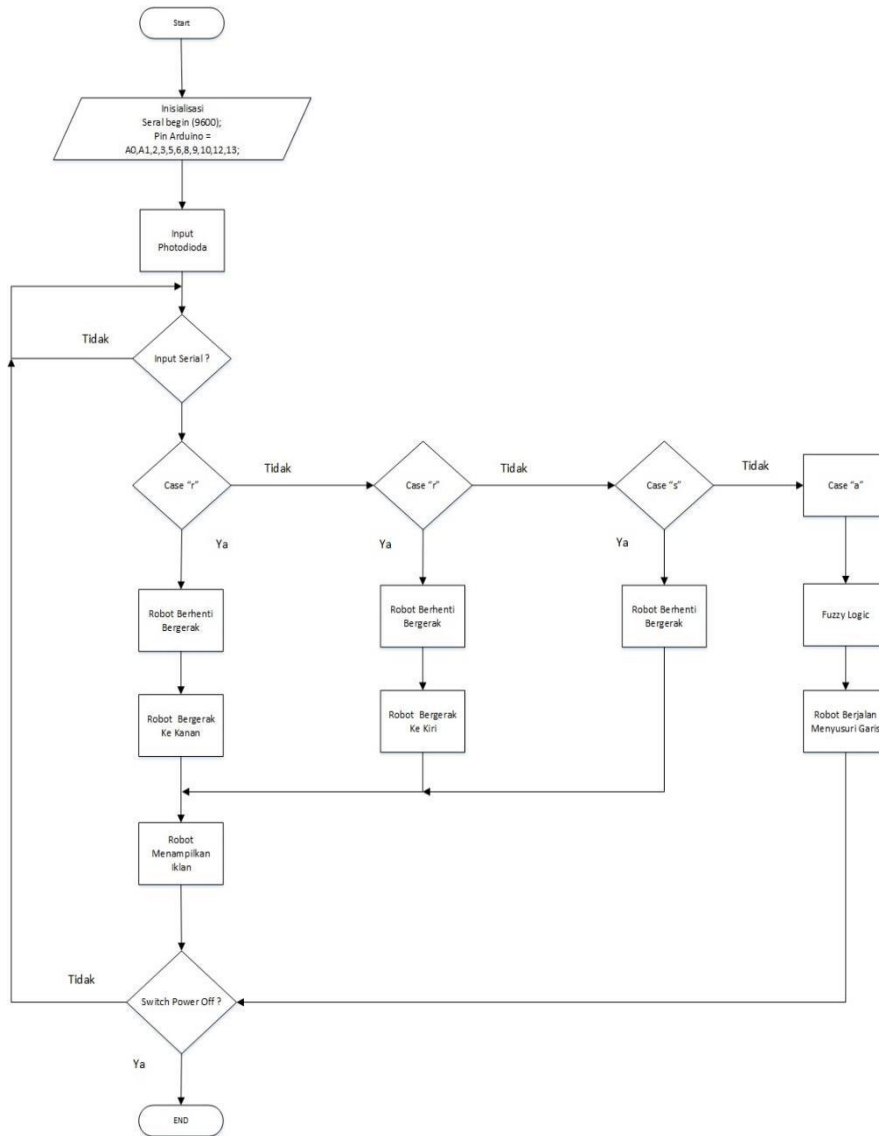 Start
Inisialisasi
Seral begin (9600);
Pin Arduino =
A0,A1,2,3,5,6,8,9,10,12,13;
Input
Photodioda
Tidak
Input Serial ?
Case "r"
Tidak
Case "r"
Tidak
Case "s"
Tidak
Case "a"
Ya
Ya
Ya
Robot Berhenti
Bergerak
Robot Berhenti
Bergerak
Robot Berhenti
Bergerak
Fuzzy Logic
Robot Bergerak
Ke Kanan
Robot Bergerak
Ke Kiri
Robot Berjalan
Menyusuri Garis
Robot
Menampilkan
Iklan
Tidak
Switch Power Off ?
Ya
END